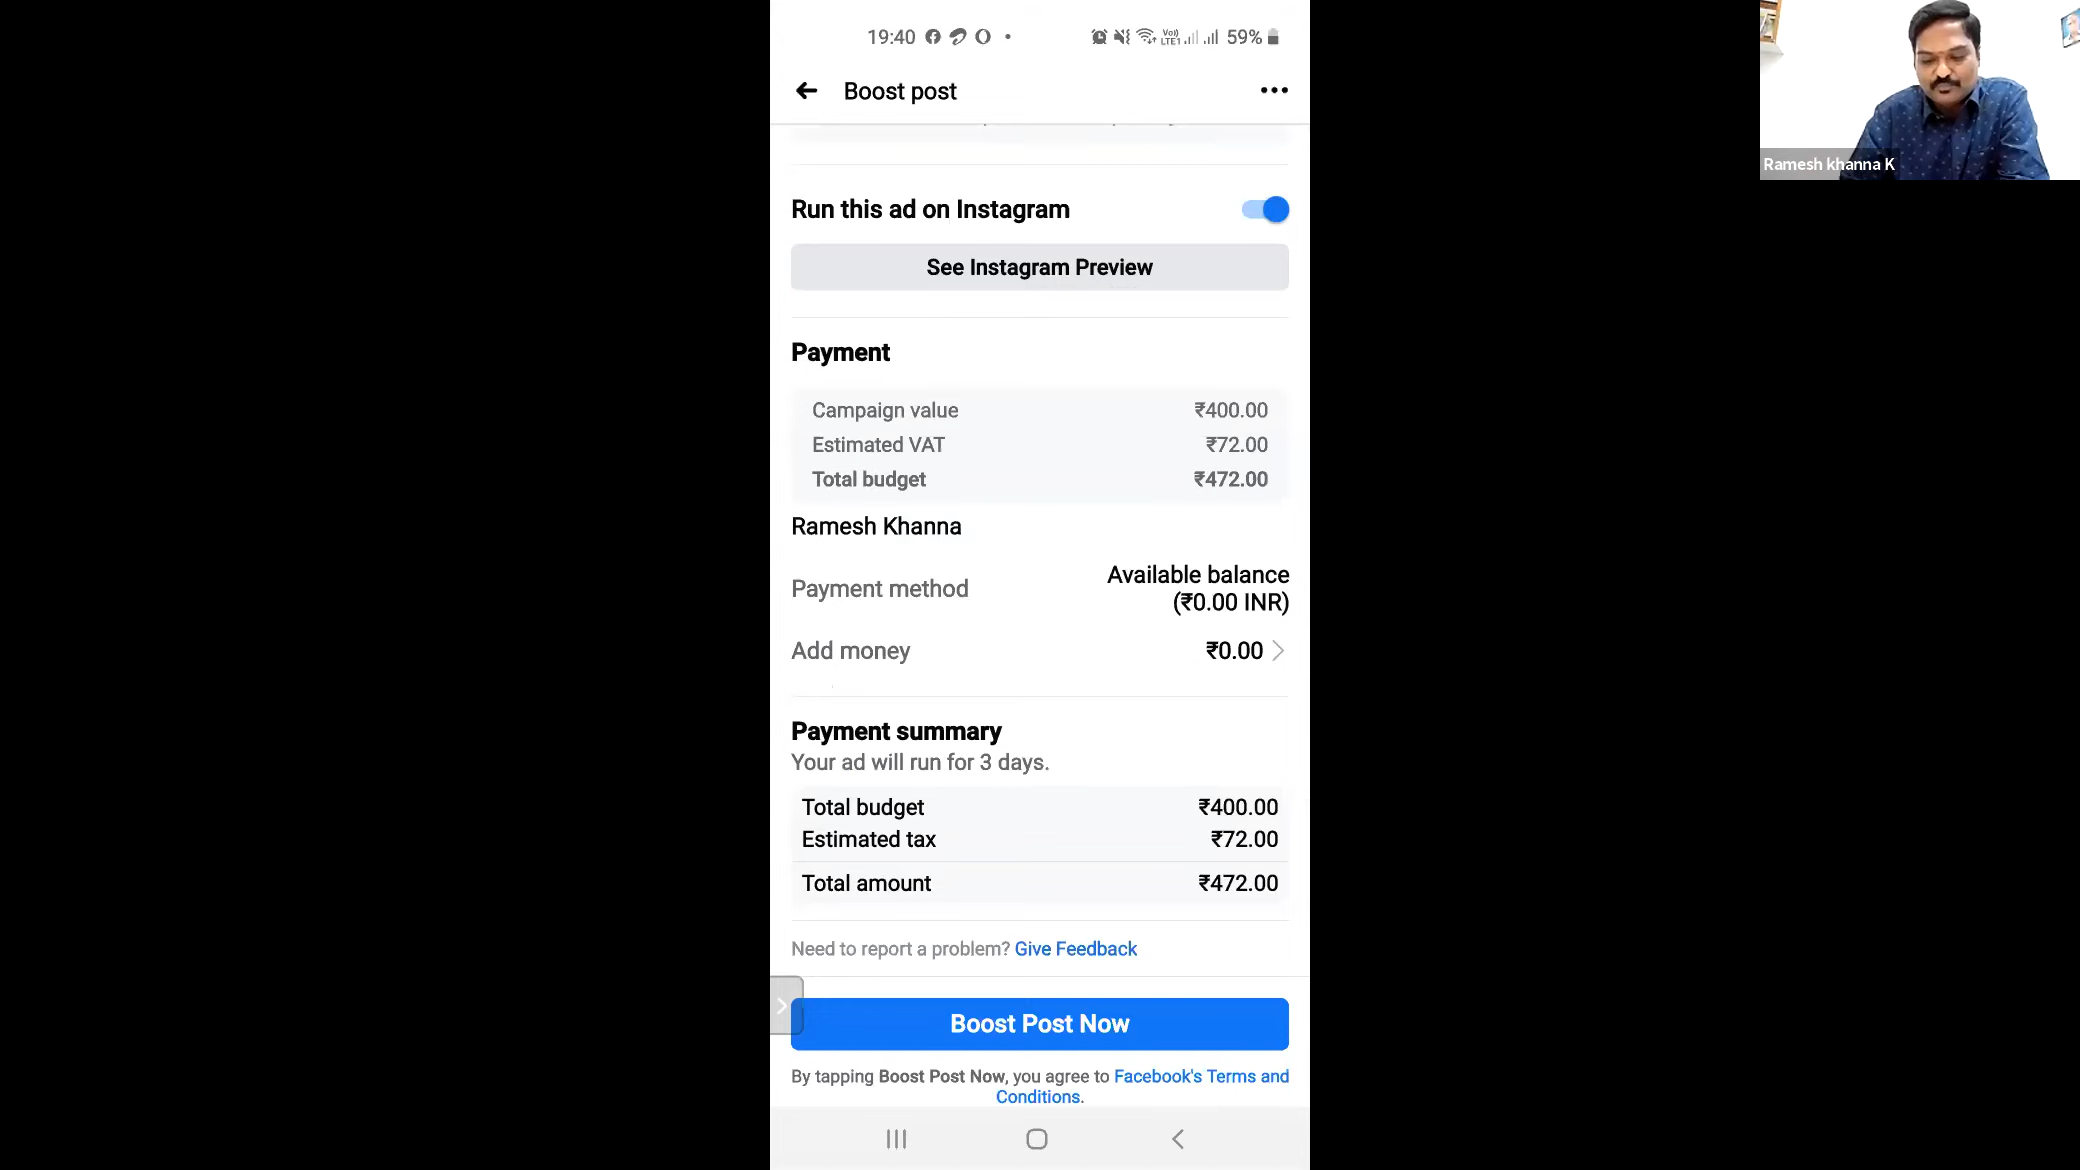 19:40 59%
Boost post
Ramesh khanna K
Run this ad on Instagram
See Instagram Preview
Payment
Campaign value ₹400.00
Estimated VAT ₹72.00
Total budget ₹472.00
Ramesh Khanna
Payment method Available balance
(₹0.00 INR)
Add money ₹0.00
Payment summary
Your ad will run for 3 days.
Total budget ₹400.00
Estimated tax ₹72.00
Total amount ₹472.00
Need to report a problem? Give Feedback
Boost Post Now
By tapping Boost Post Now, you agree to Facebook's Terms and
Conditions.